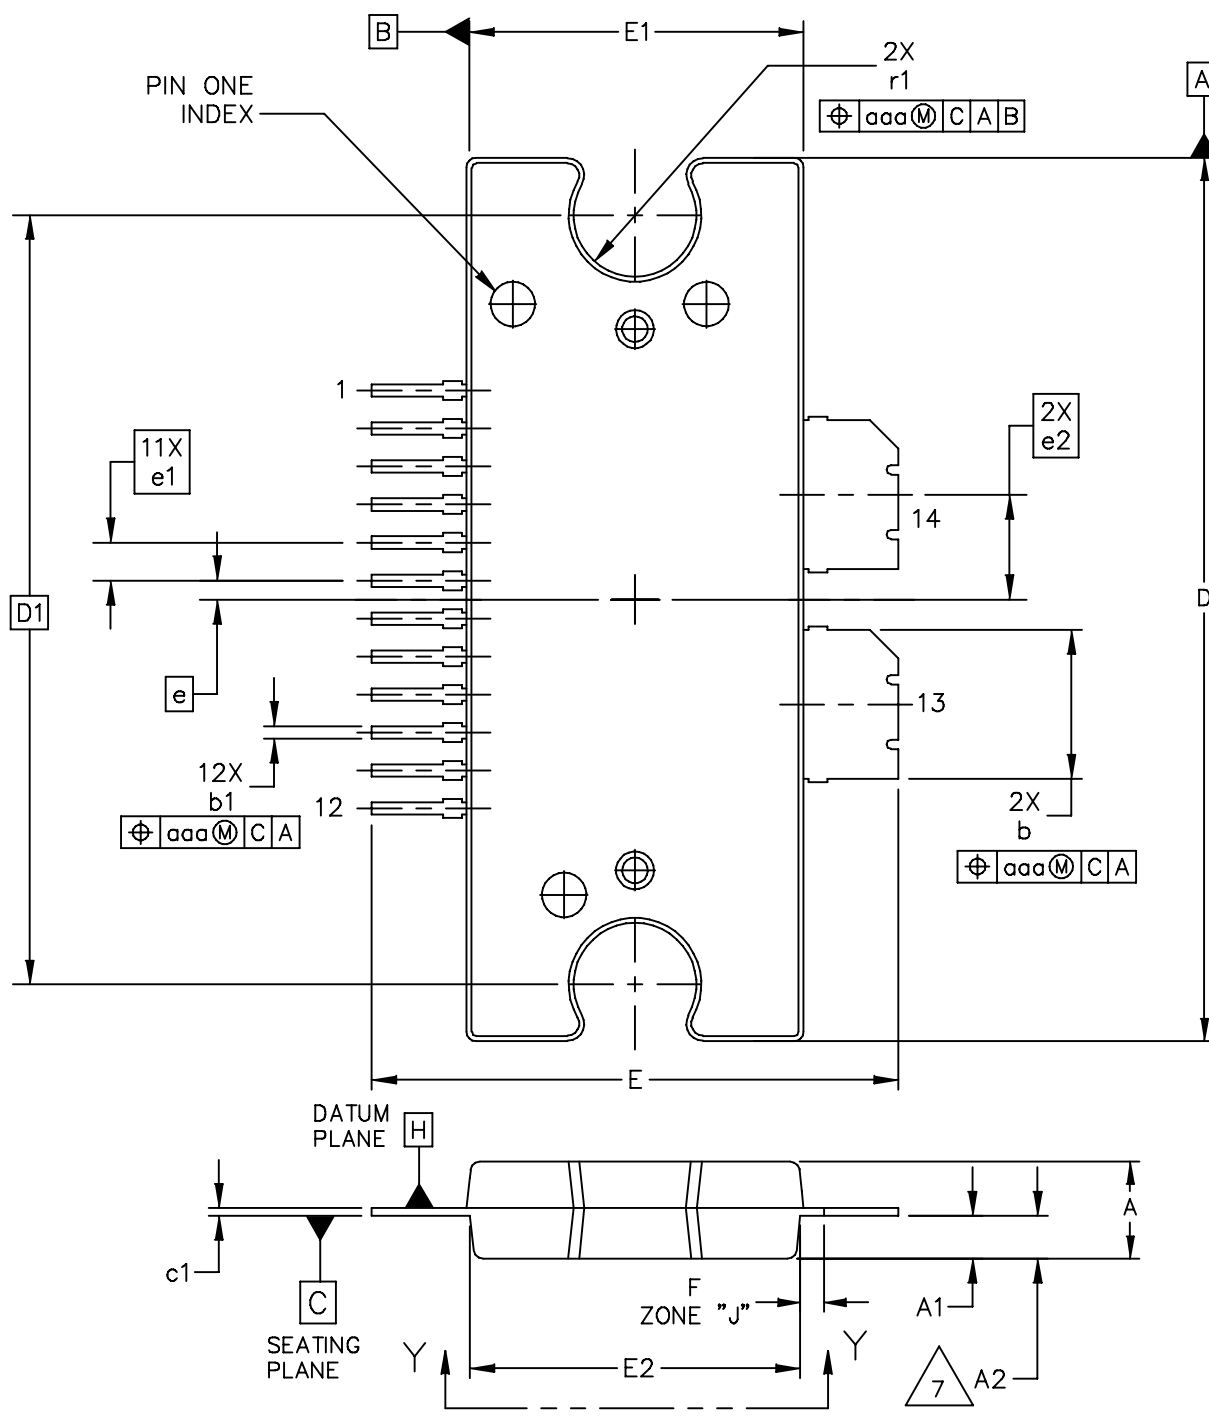 B
E1
2X
r1
⌖ aaa Ⓜ C A B
A
PIN ONE
INDEX
1
11X
e1
2X
e2
14
D1
D
e
13
12X
b1
⌖ aaa Ⓜ C A
12
2X
b
⌖ aaa Ⓜ C A
E
DATUM
PLANE
H
A
c1
C
SEATING
PLANE
F
ZONE "J"
A1
Y
Y
E2
7
A2